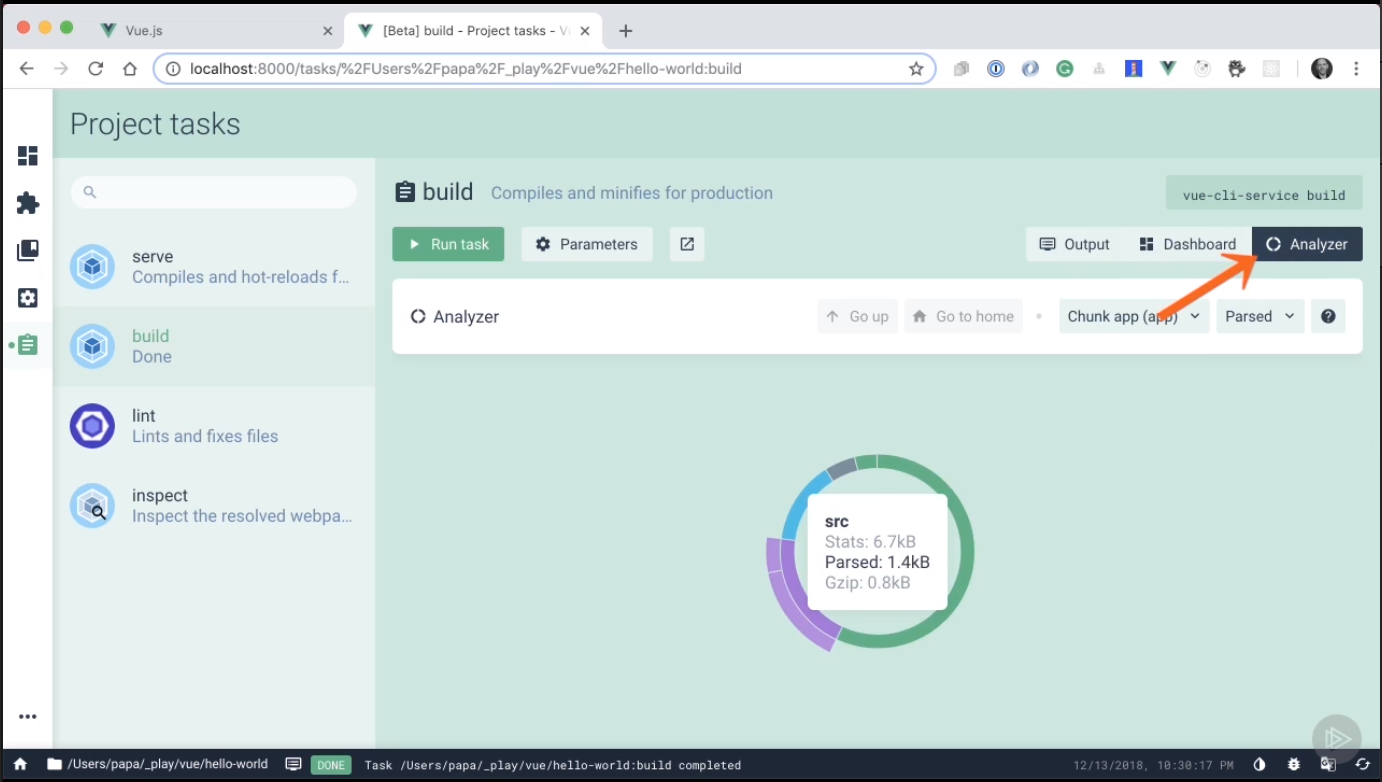 Vue.js
[Beta] build - Project tasks - Vu
localhost:8000/tasks/%2FUsers%2Fpapa%2F_play%2Fvue%2Fhello-world:build
Project tasks
build Compiles and minifies for production
vue-cli-service build
Run task Parameters
Output Dashboard Analyzer
serve
Compiles and hot-reloads f...
build
Done
lint
Lints and fixes files
inspect
Inspect the resolved webpa...
Analyzer
Go up Go to home Chunk app (app) Parsed
src
Stats: 6.7kB
Parsed: 1.4kB
Gzip: 0.8kB
/Users/papa/_play/vue/hello-world DONE Task /Users/papa/_play/vue/hello-world:build completed 12/13/2018, 10:30:17 PM